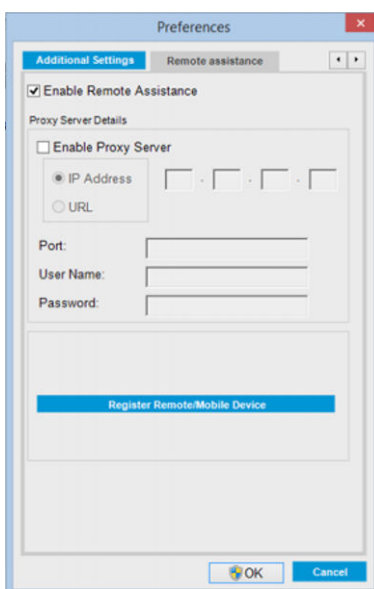 Preferences
Additional Settings Remote assistance
Enable Remote Assistance
Proxy Server Details
Enable Proxy Server
IP Address
URL
Port:
User Name:
Password:
Register Remote/Mobile Device
OK Cancel